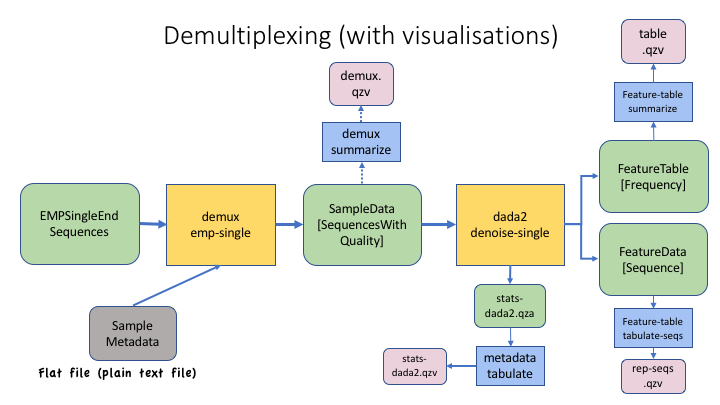 Demultiplexing (with visualisations)
table
.qzv
demux.
qzv
Feature-table
summarize
demux
summarize
FeatureTable
[Frequency]
EMPSingleEnd
Sequences
demux
emp-single
SampleData
[SequencesWith
Quality]
dada2
denoise-single
FeatureData
[Sequence]
stats-
dada2.qza
Sample
Metadata
Feature-table
tabulate-seqs
Flat file (plain text file)
stats-
dada2.qzv
metadata
tabulate
rep-seqs
.qzv